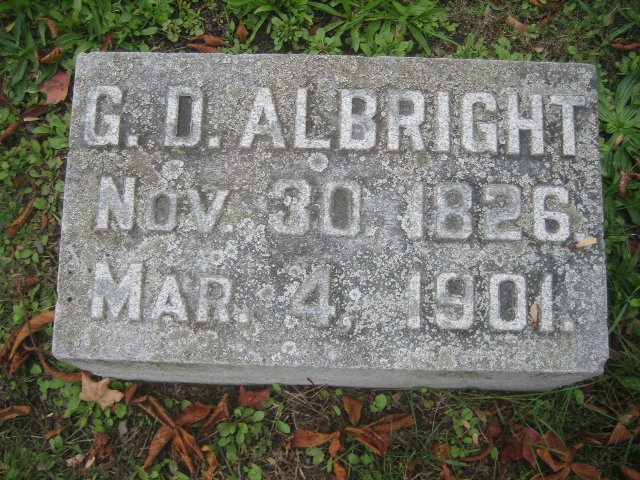 G. D. ALBRIGHT
NOV. 30, 1826.
MAR. 4, 1901.